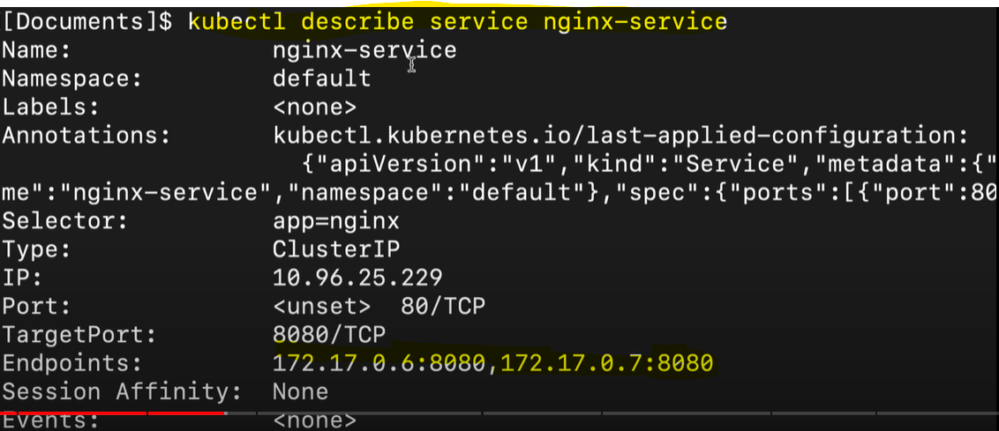 [Documents]$ kubectl describe service nginx-service
Name: nginx-service
Namespace: default
Labels: <none>
Annotations: kubectl.kubernetes.io/last-applied-configuration:
{"apiVersion":"v1","kind":"Service","metadata":{"
me":"nginx-service","namespace":"default"},"spec":{"ports":[{"port":80
Selector: app=nginx
Type: ClusterIP
IP: 10.96.25.229
Port: <unset> 80/TCP
TargetPort: 8080/TCP
Endpoints: 172.17.0.6:8080,172.17.0.7:8080
Session Affinity: None
Events: <none>